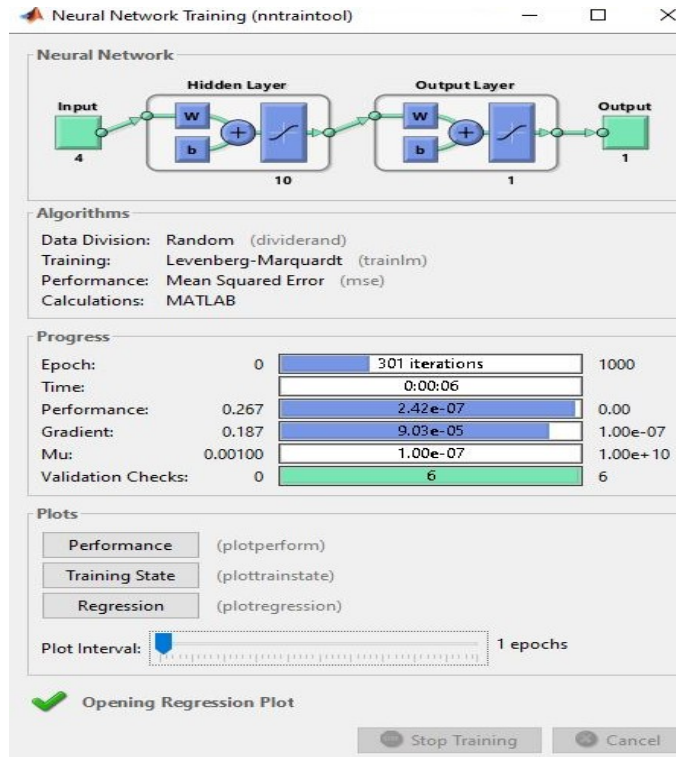 Neural Network Training (nntraintool)
Neural Network
Hidden Layer
Output Layer
Input
Output
W
b
+
W
b
+
4
10
1
1
Algorithms
Data Division: Random (dividerand)
Training: Levenberg-Marquardt (trainlm)
Performance: Mean Squared Error (mse)
Calculations: MATLAB
Progress
Epoch: 0 301 iterations 1000
Time: 0:00:06
Performance: 0.267 2.42e-07 0.00
Gradient: 0.187 9.03e-05 1.00e-07
Mu: 0.00100 1.00e-07 1.00e+10
Validation Checks: 0 6 6
Plots
Performance (plotperform)
Training State (plottrainstate)
Regression (plotregression)
Plot Interval: 1 epochs
Opening Regression Plot
Stop Training Cancel